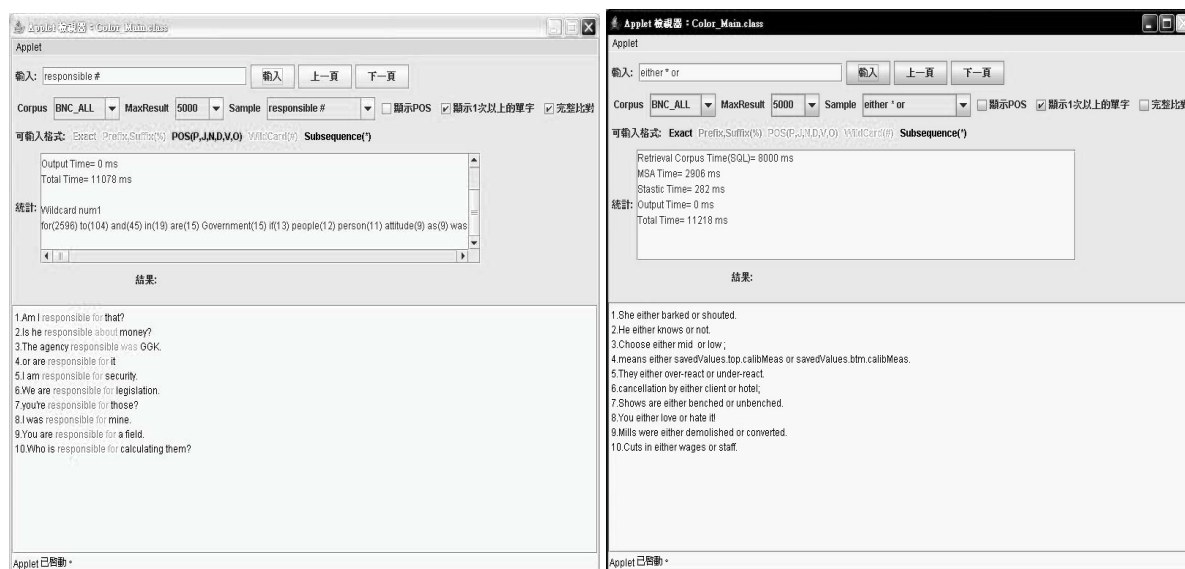 Applet 檢視器：Color_Main.class
Applet
輸入: responsible # 輸入 上一頁 下一頁
Corpus BNC_ALL MaxResult 5000 Sample responsible # 顯示POS 顯示1次以上的單字 完整比對
可輸入格式: Exact Prefix,Suffix(%) POS(P,J,N,D,V,O) WildCard(#) Subsequence(*)
Output Time= 0 ms
Total Time= 11078 ms
統計: Wildcard num1
for(2596) to(104) and(45) in(19) are(15) Government(15) if(13) people(12) person(11) attitude(9) as(9) was
結果:
1.Am I responsible for that?
2.Is he responsible about money?
3.The agency responsible was GGK.
4.or are responsible for it
5.I am responsible for security.
6.We are responsible for legislation.
7.you're responsible for those?
8.I was responsible for mine.
9.You are responsible for a field.
10.Who is responsible for calculating them?
Applet 已啟動。
Applet 檢視器：Color_Main.class
Applet
輸入: either * or 輸入 上一頁 下一頁
Corpus BNC_ALL MaxResult 5000 Sample either * or 顯示POS 顯示1次以上的單字 完整比對
可輸入格式: Exact Prefix,Suffix(%) POS(P,J,N,D,V,O) WildCard(#) Subsequence(*)
Retrieval Corpus Time(SQL)= 8000 ms
MSA Time= 2906 ms
Stastic Time= 282 ms
統計: Output Time= 0 ms
Total Time= 11218 ms
結果:
1.She either barked or shouted.
2.He either knows or not.
3.Choose either mid or low ;
4.means either savedValues.top.calibMeas or savedValues.btm.calibMeas.
5.They either over-react or under-react.
6.cancellation by either client or hotel;
7.Shows are either benched or unbenched.
8.You either love or hate it!
9.Mills were either demolished or converted.
10.Cuts in either wages or staff.
Applet 已啟動。